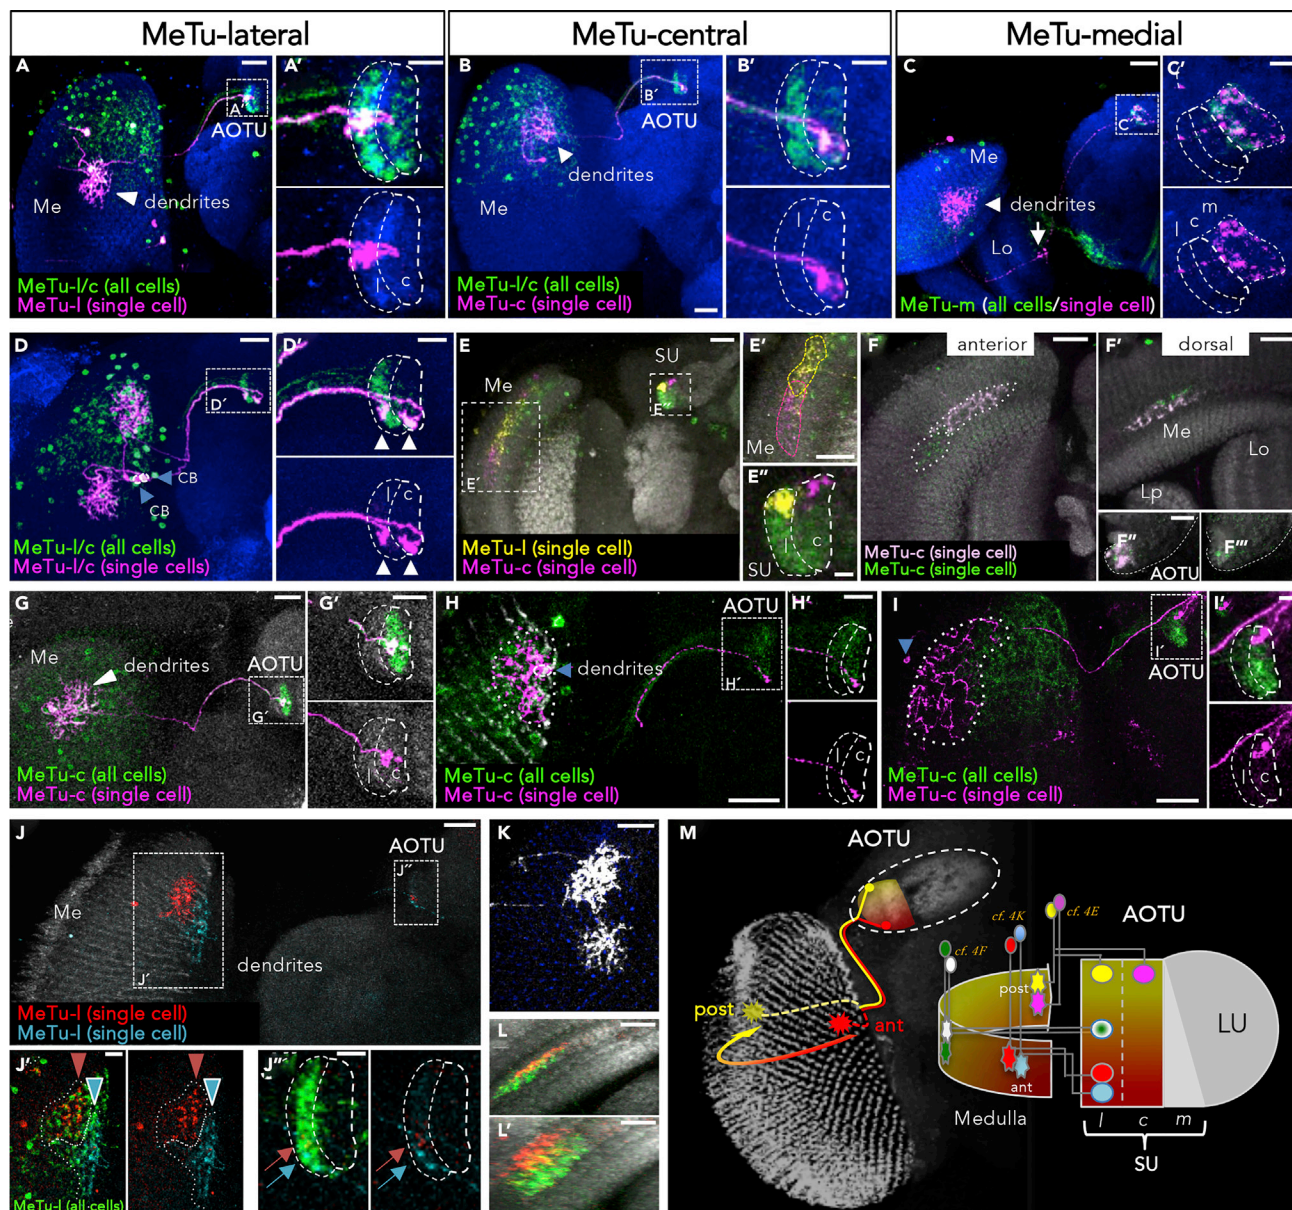 MeTu-lateral
MeTu-central
MeTu-medial
A
A'
AOTU
Me
dendrites
MeTu-l/c (all cells)
MeTu-l (single cell)
A'
l
c
B
B'
AOTU
dendrites
MeTu-l/c (all cells)
MeTu-c (single cell)
B'
l
c
C
C'
Me
dendrites
Lo
MeTu-m (all cells/single cell)
C'
m
c
l
D
D'
CB
CB
MeTu-l/c (all cells)
MeTu-l/c (single cells)
D'
l
c
E
SU
Me
E''
E'
MeTu-l (single cell)
MeTu-c (single cell)
E'
Me
E''
l
c
SU
F
anterior
MeTu-c (single cell)
MeTu-c (single cell)
F'
dorsal
Me
Lo
Lp
F''
AOTU
F'''
G
Me
dendrites
AOTU
G'
MeTu-c (all cells)
MeTu-c (single cell)
G'
l
c
H
AOTU
dendrites
H'
MeTu-c (all cells)
MeTu-c (single cell)
H'
l
c
I
I'
AOTU
MeTu-c (all cells)
MeTu-c (single cell)
I'
l
c
J
AOTU
J''
Me
J'
dendrites
MeTu-l (single cell)
MeTu-l (single cell)
J'
MeTu-l (all cells)
J''
K
L
L'
M
AOTU
post
ant
cf. 4F
cf. 4K
cf. 4E
AOTU
post
ant
Medulla
LU
l c m
SU